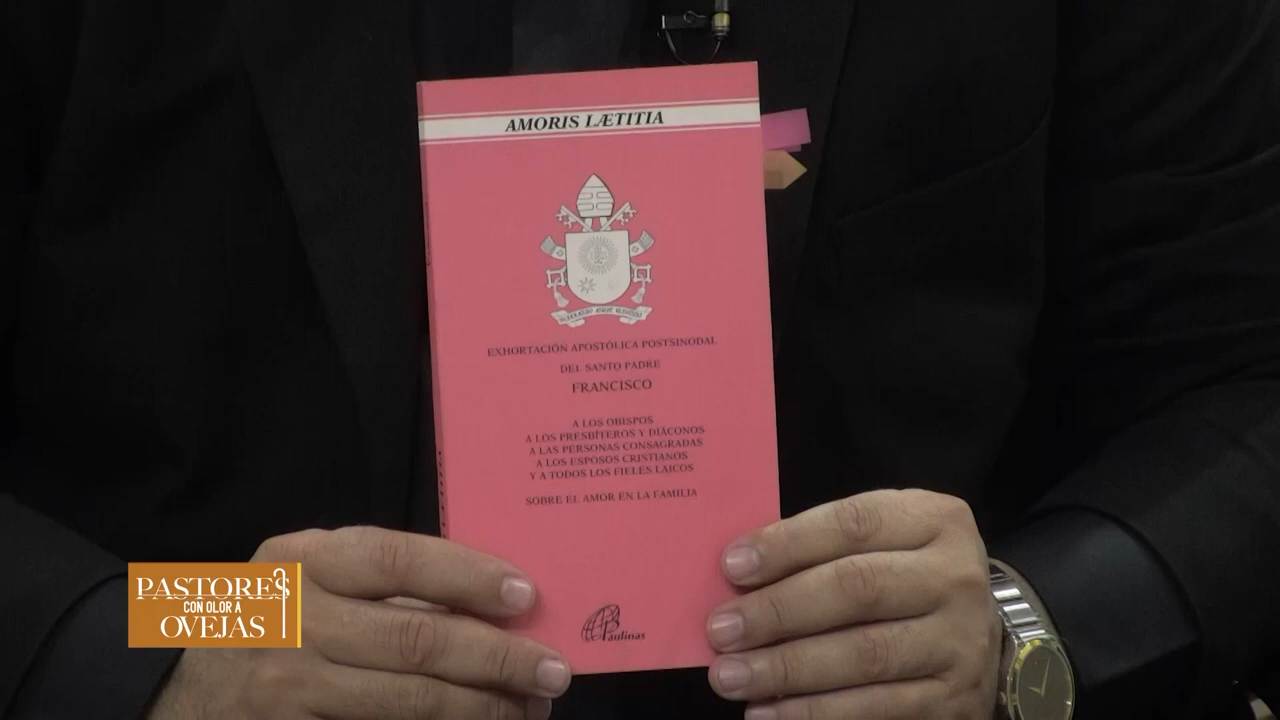 AMORIS LÆTITIA
EXHORTACIÓN APOSTÓLICA POSTSINODAL
DEL SANTO PADRE
FRANCISCO
A LOS OBISPOS
A LOS PRESBÍTEROS Y DIÁCONOS
A LAS PERSONAS CONSAGRADAS
A LOS ESPOSOS CRISTIANOS
Y A TODOS LOS FIELES LAICOS
SOBRE EL AMOR EN LA FAMILIA
Paulinas
PASTORES
CON OLOR A
OVEJAS